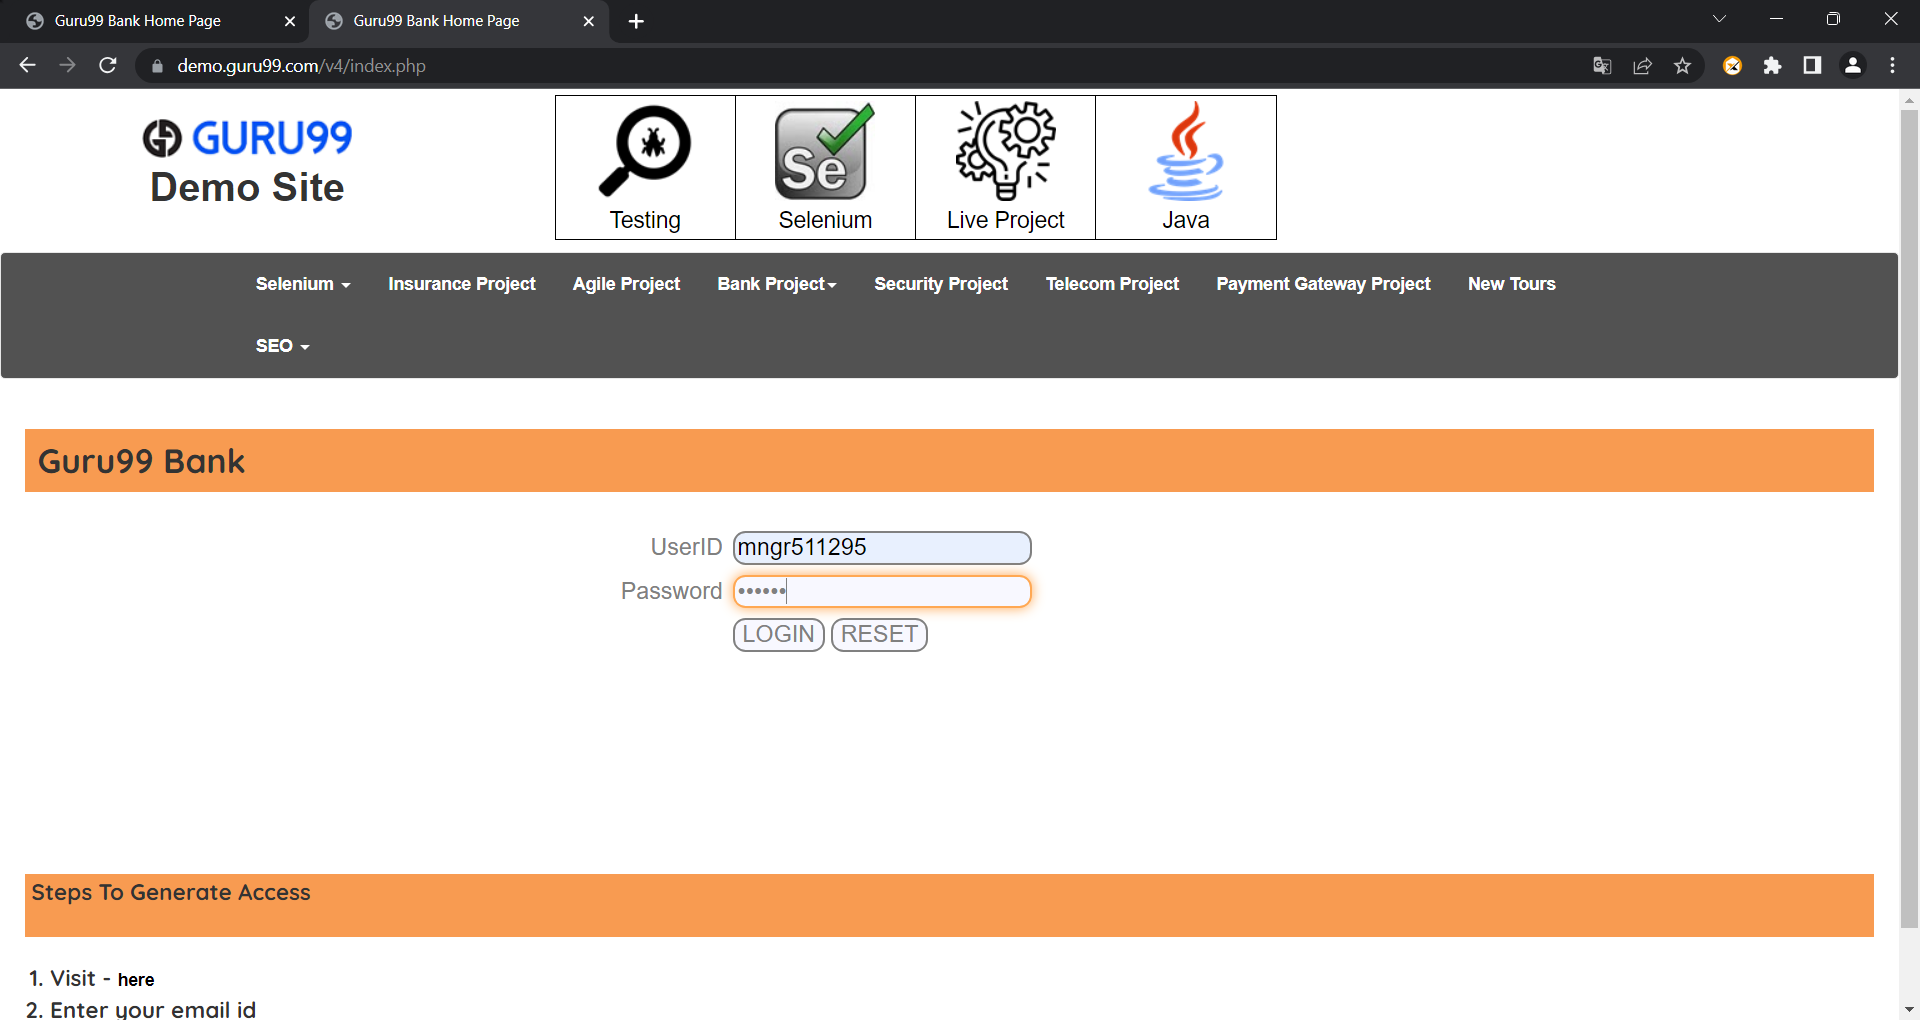 Guru99 Bank Home Page
Guru99 Bank Home Page
demo.guru99.com/v4/index.php
GURU99
Demo Site
Se
Testing
Selenium
Live Project
Java
Selenium
Insurance Project
Agile Project
Bank Project
Security Project
Telecom Project
Payment Gateway Project
New Tours
SEO
Guru99 Bank
UserID mngr511295
Password ••••••
LOGIN RESET
Steps To Generate Access
1. Visit - here
2. Enter your email id